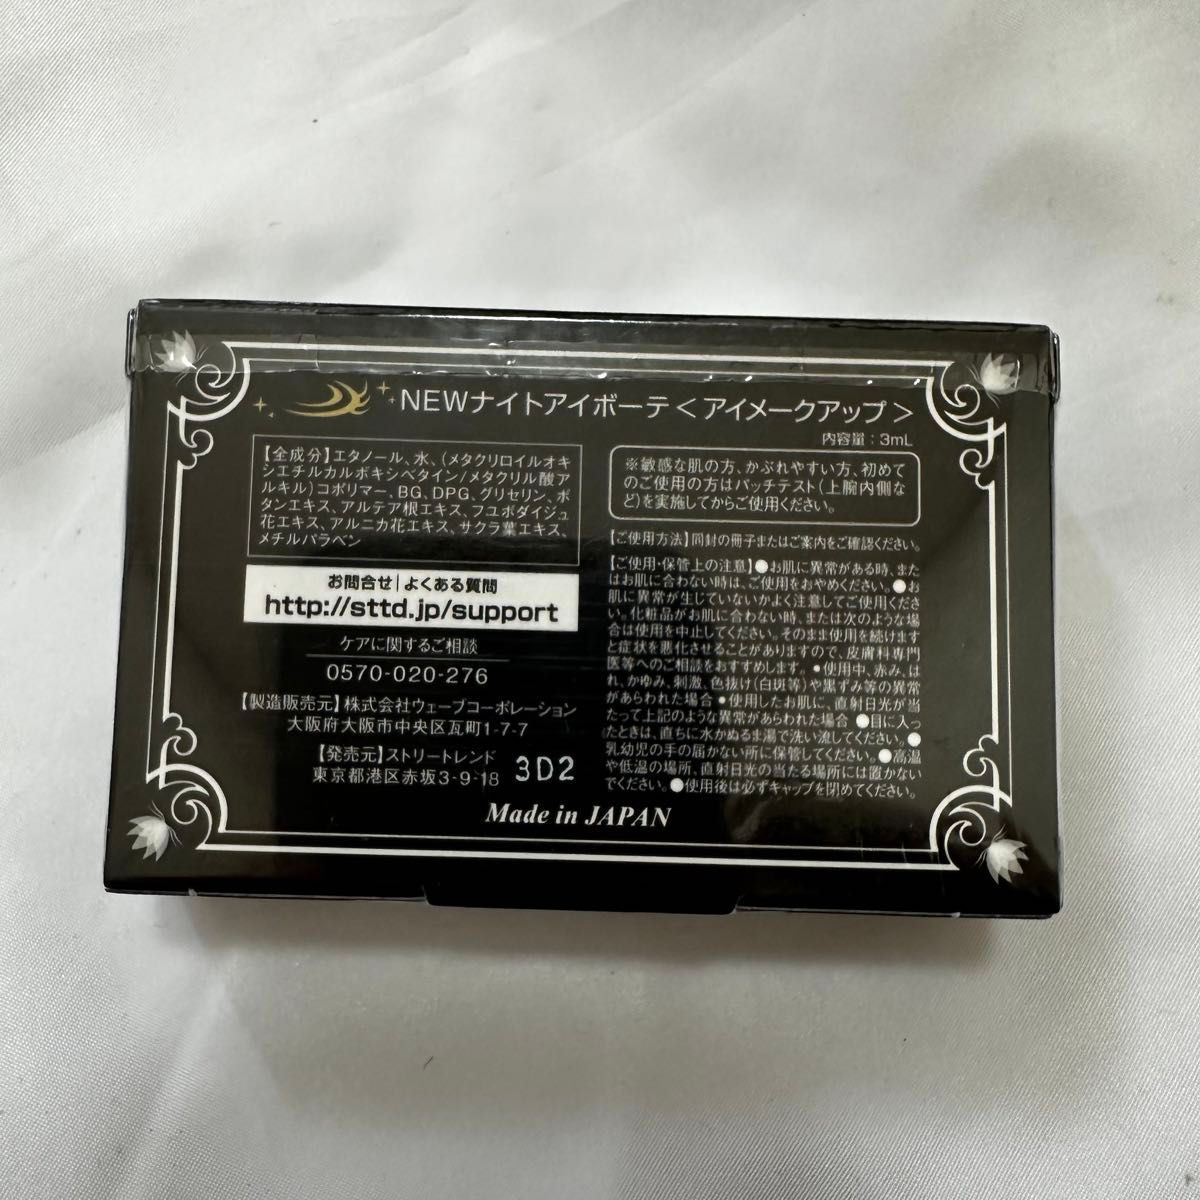 NEWナイトアイボーテ＜アイメークアップ＞
内容量：3mL
【全成分】エタノール、水、（メタクリロイルオキ
シエチルカルボキシベタイン/メタクリル酸ア
ルキル）コポリマー、BG、DPG、グリセリン、ボ
タンエキス、アルテア根エキス、フユボダイジュ
花エキス、アルニカ花エキス、サクラ葉エキス、
メチルパラベン
お問合せ|よくある質問
http://sttd.jp/support
ケアに関するご相談
0570-020-276
【製造販売元】株式会社ウェーブコーポレーション
大阪府大阪市中央区瓦町1-7-7
【発売元】ストリートレンド
東京都港区赤坂3-9-18
3D2
※敏感な肌の方、かぶれやすい方、初めて
のご使用の方はパッチテスト（上腕内側な
ど）を実施してからご使用ください。
【ご使用方法】同封の冊子またはご案内をご確認ください。
【ご使用・保管上の注意】●お肌に異常がある時、また
はお肌に合わない時は、ご使用をおやめください。●お
肌に異常が生じていないかよく注意してご使用くださ
い。化粧品がお肌に合わない時、または次のような場
合は使用を中止してください。そのまま使用を続けます
と症状を悪化させることがありますので、皮膚科専門
医等へのご相談をおすすめします。•使用中、赤み、は
れ、かゆみ、刺激、色抜け（白斑等）や黒ずみ等の異常
があらわれた場合•使用したお肌に、直射日光が当
たって上記のような異常があらわれた場合●目に入っ
たときは、直ちに水かぬるま湯で洗い流してください。●
乳幼児の手の届かない所に保管してください。●高温
や低温の場所、直射日光の当たる場所には置かない
でください。●使用後は必ずキャップを閉めてください。
Made in JAPAN